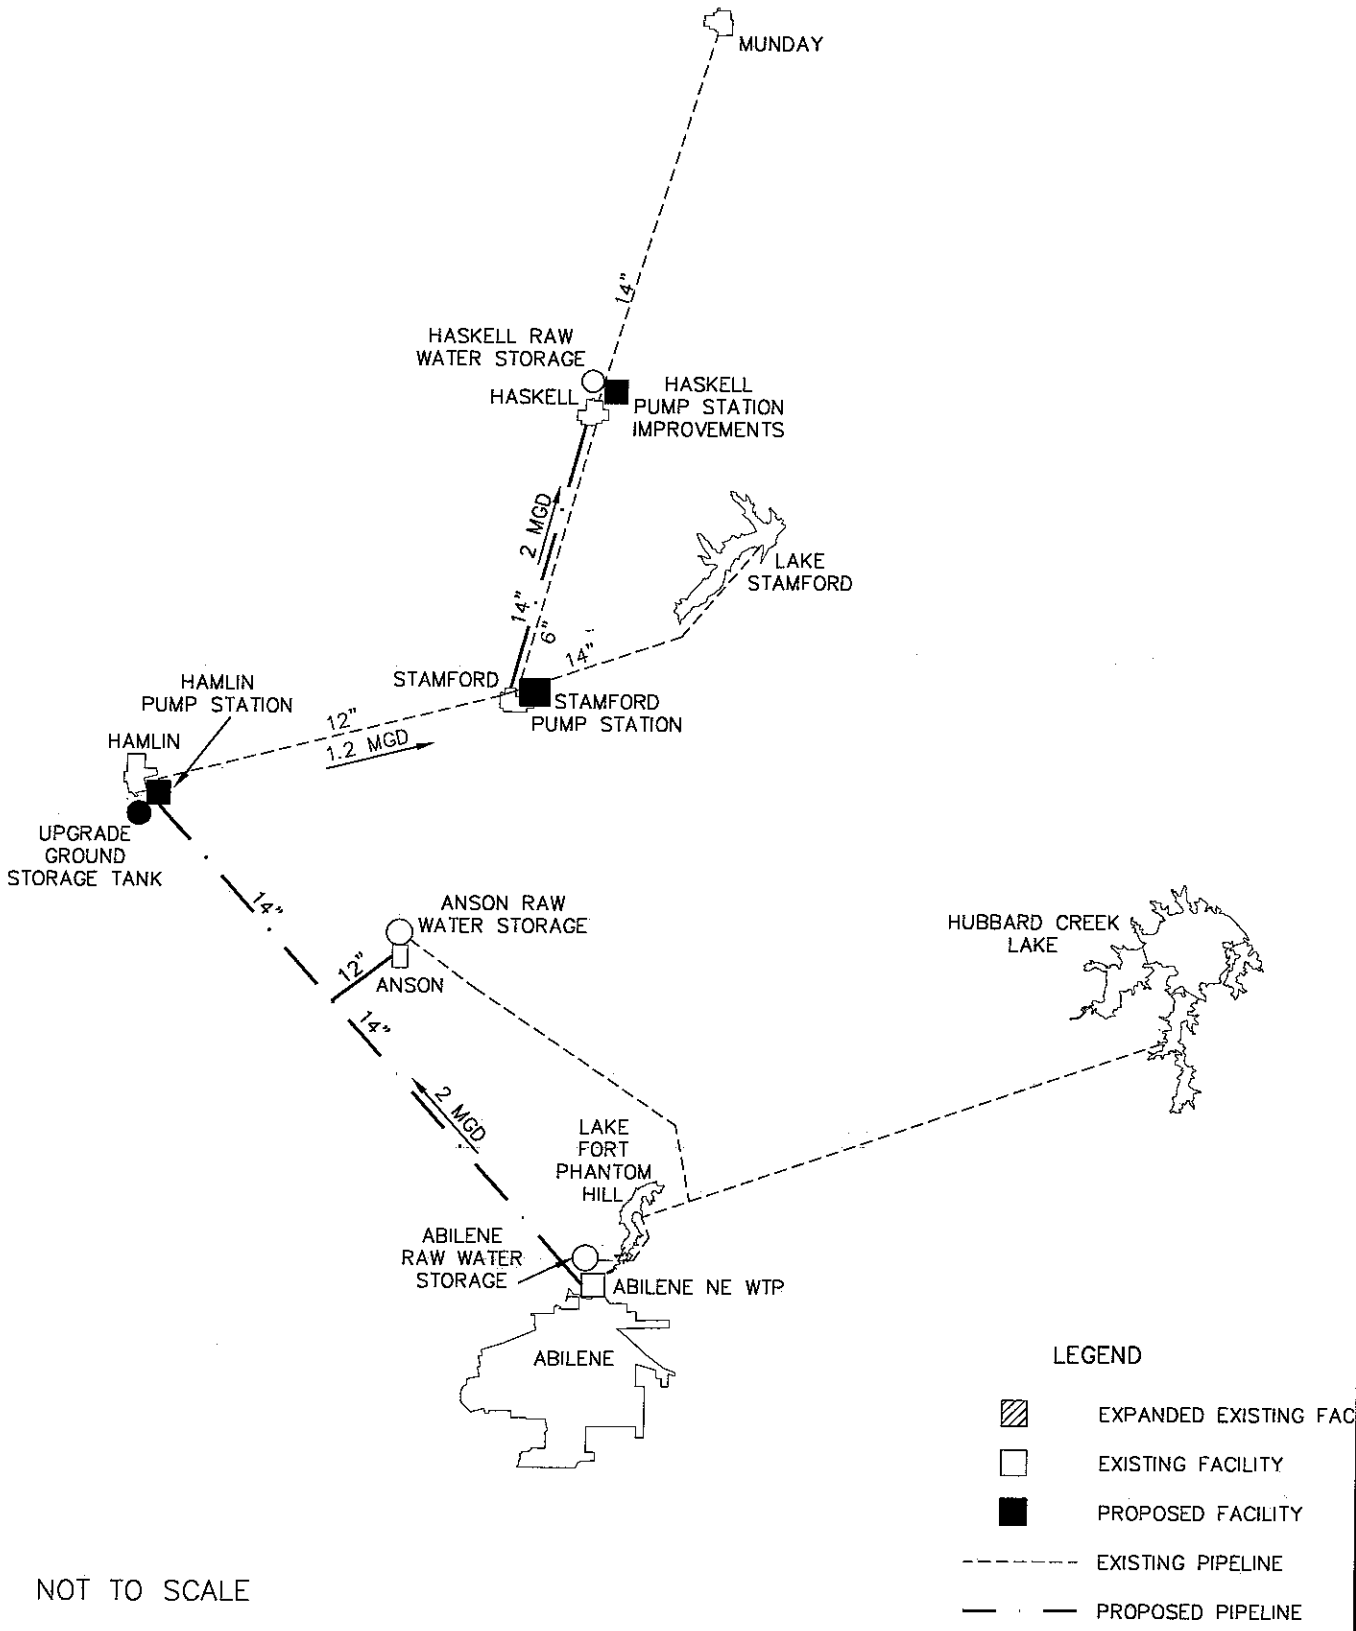 MUNDAY
14"
HASKELL RAW
WATER STORAGE
HASKELL
HASKELL
PUMP STATION
IMPROVEMENTS
2 MGD
14"
6"
LAKE
STAMFORD
14"
STAMFORD
STAMFORD
PUMP STATION
HAMLIN
PUMP STATION
12"
1.2 MGD
HAMLIN
UPGRADE
GROUND
STORAGE TANK
14"
ANSON RAW
WATER STORAGE
12"
ANSON
14"
HUBBARD CREEK
LAKE
2 MGD
LAKE
FORT
PHANTOM
HILL
ABILENE
RAW WATER
STORAGE
ABILENE NE WTP
ABILENE
LEGEND
EXPANDED EXISTING FAC
EXISTING FACILITY
PROPOSED FACILITY
EXISTING PIPELINE
PROPOSED PIPELINE
NOT TO SCALE